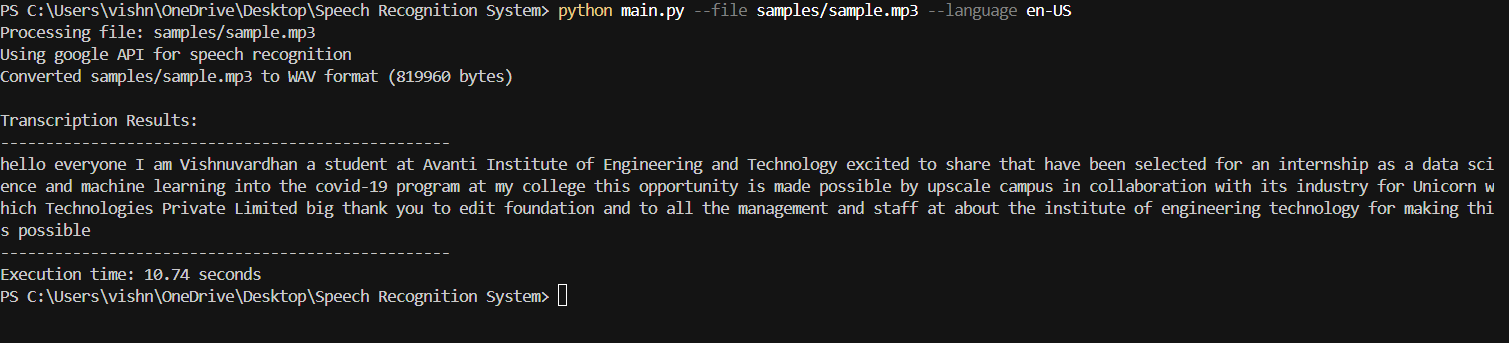 PS C:\Users\vishn\OneDrive\Desktop\Speech Recognition System> python main.py --file samples/sample.mp3 --language en-US
Processing file: samples/sample.mp3
Using google API for speech recognition
Converted samples/sample.mp3 to WAV format (819960 bytes)

Transcription Results:
--------------------------------------------------
hello everyone I am Vishnuvardhan a student at Avanti Institute of Engineering and Technology excited to share that have been selected for an internship as a data sci
ence and machine learning into the covid-19 program at my college this opportunity is made possible by upscale campus in collaboration with its industry for Unicorn w
hich Technologies Private Limited big thank you to edit foundation and to all the management and staff at about the institute of engineering technology for making thi
s possible
--------------------------------------------------
Execution time: 10.74 seconds
PS C:\Users\vishn\OneDrive\Desktop\Speech Recognition System>